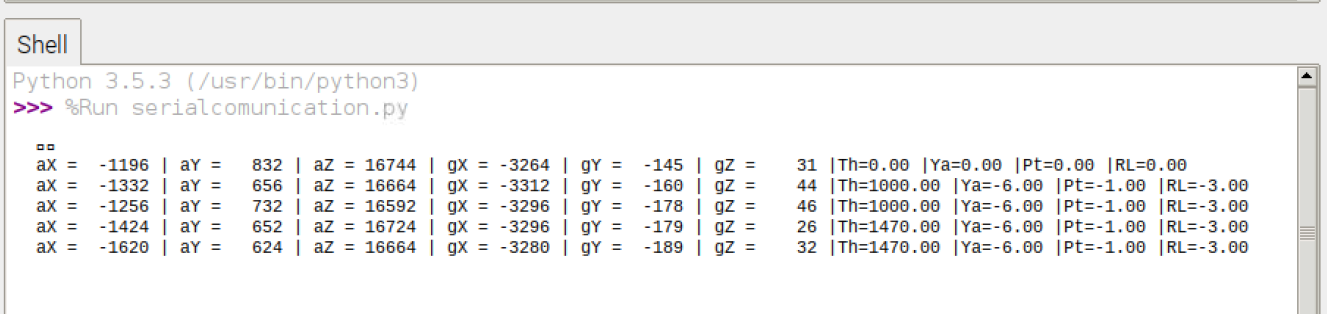 Shell
Python 3.5.3 (/usr/bin/python3)
>>> %Run serialcomunication.py
▯▯
aX =  -1196 | aY =   832 | aZ = 16744 | gX = -3264 | gY =  -145 | gZ =    31 |Th=0.00 |Ya=0.00 |Pt=0.00 |RL=0.00
aX =  -1332 | aY =   656 | aZ = 16664 | gX = -3312 | gY =  -160 | gZ =    44 |Th=1000.00 |Ya=-6.00 |Pt=-1.00 |RL=-3.00
aX =  -1256 | aY =   732 | aZ = 16592 | gX = -3296 | gY =  -178 | gZ =    46 |Th=1000.00 |Ya=-6.00 |Pt=-1.00 |RL=-3.00
aX =  -1424 | aY =   652 | aZ = 16724 | gX = -3296 | gY =  -179 | gZ =    26 |Th=1470.00 |Ya=-6.00 |Pt=-1.00 |RL=-3.00
aX =  -1620 | aY =   624 | aZ = 16664 | gX = -3280 | gY =  -189 | gZ =    32 |Th=1470.00 |Ya=-6.00 |Pt=-1.00 |RL=-3.00